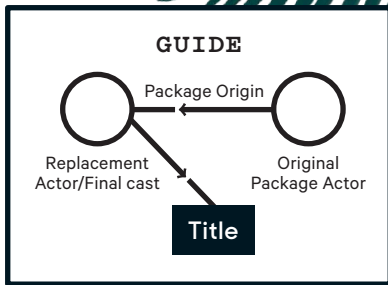 GUIDE
Package Origin
Replacement
Actor/Final cast
Original
Package Actor
Title